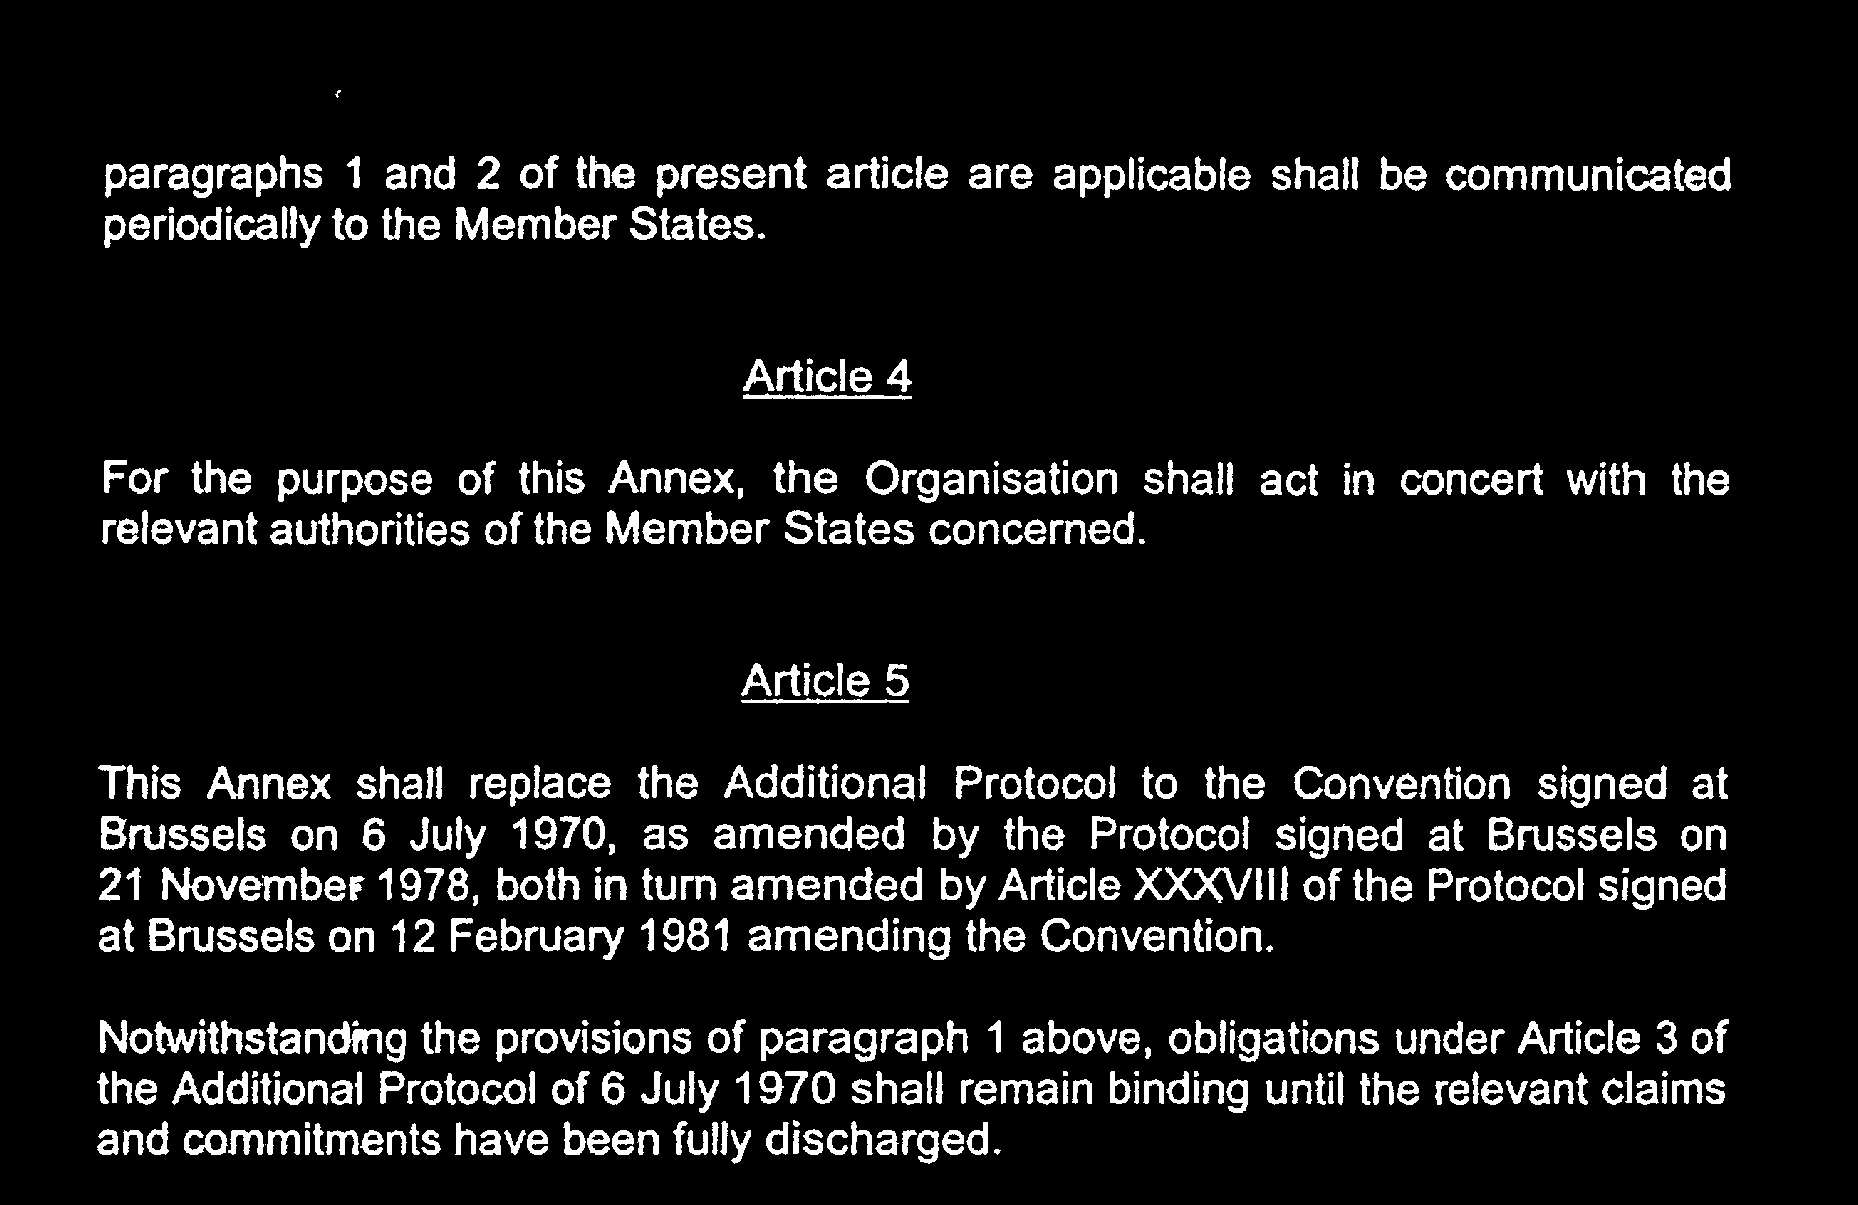 paragraphs 1 and 2 of the present article are applicable shall be communicated
periodically to the Member States.
Article 4
For the purpose of this Annex, the Organisation shall act in concert with the
relevant authorities of the Member States concerned.
Article 5
This Annex shall replace the Additional Protocol to the Convention signed at
Brussels on 6 July 1970, as amended by the Protocol signed at Brussels on
21 November 1978, both in turn amended by Article XXXVIII of the Protocol signed
at Brussels on 12 February 1981 amending the Convention.
Notwithstanding the provisions of paragraph 1 above, obligations under Article 3 of
the Additional Protocol of 6 July 1970 shall remain binding until the relevant claims
and commitments have been fully discharged.